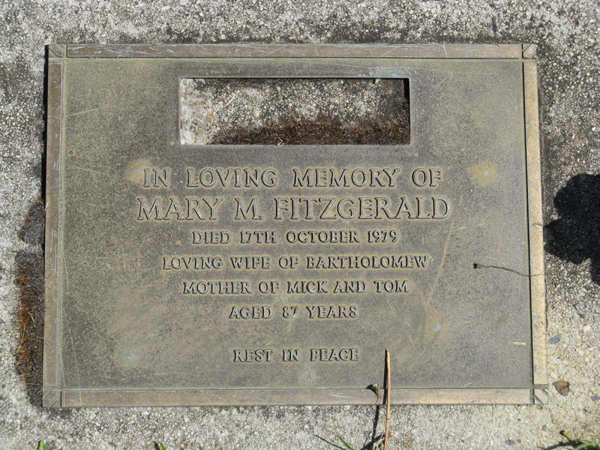 IN LOVING MEMORY OF
MARY M. FITZGERALD
DIED 17TH OCTOBER 1979
LOVING WIFE OF BARTHOLOMEW
MOTHER OF MICK AND TOM
AGED 87 YEARS
REST IN PEACE